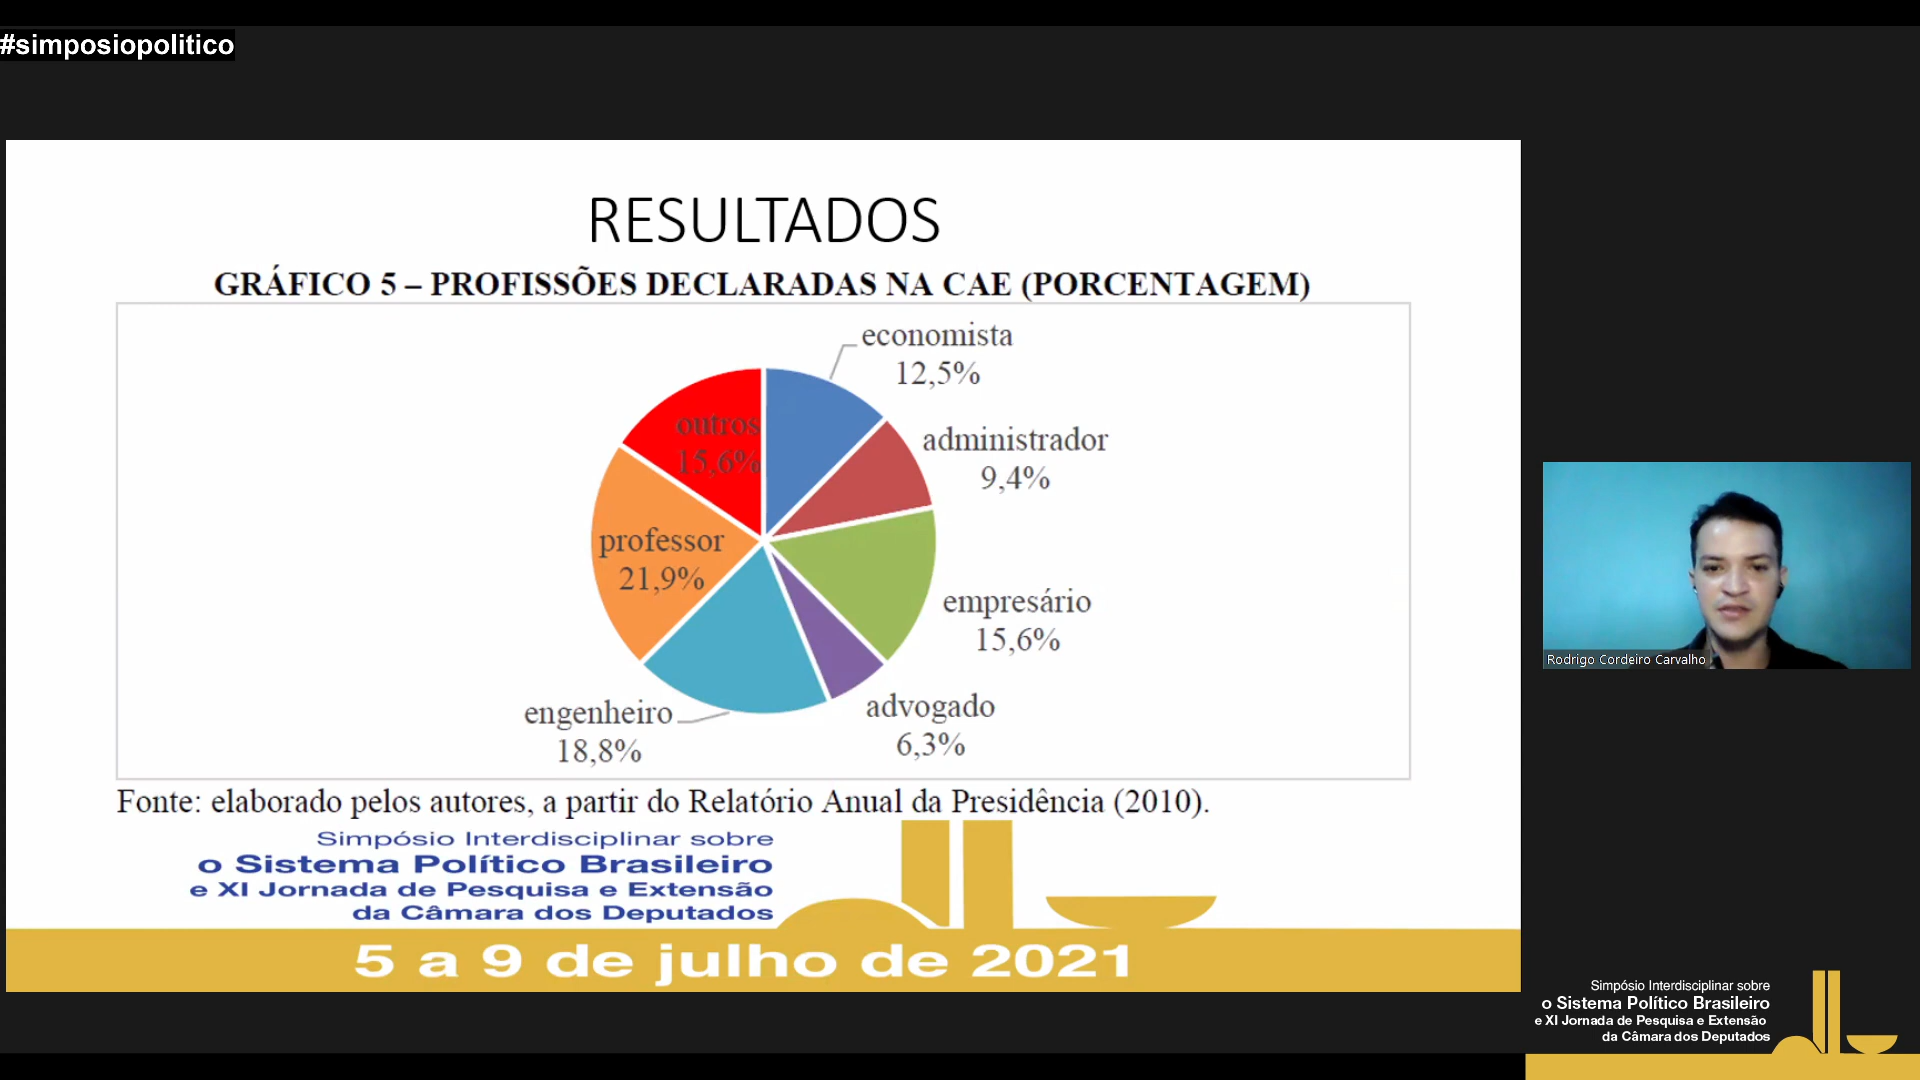 #simposiopolitico
RESULTADOS
GRÁFICO 5 – PROFISSÕES DECLARADAS NA CAE (PORCENTAGEM)
economista
12,5%
administrador
9,4%
outros
15,6%
professor
21,9%
empresário
15,6%
engenheiro
18,8%
advogado
6,3%
Fonte: elaborado pelos autores, a partir do Relatório Anual da Presidência (2010).
Simpósio Interdisciplinar sobre
o Sistema Político Brasileiro
e XI Jornada de Pesquisa e Extensão
da Câmara dos Deputados
5 a 9 de julho de 2021
Rodrigo Cordeiro Carvalho
Simpósio Interdisciplinar sobre
o Sistema Político Brasileiro
e XI Jornada de Pesquisa e Extensão
da Câmara dos Deputados